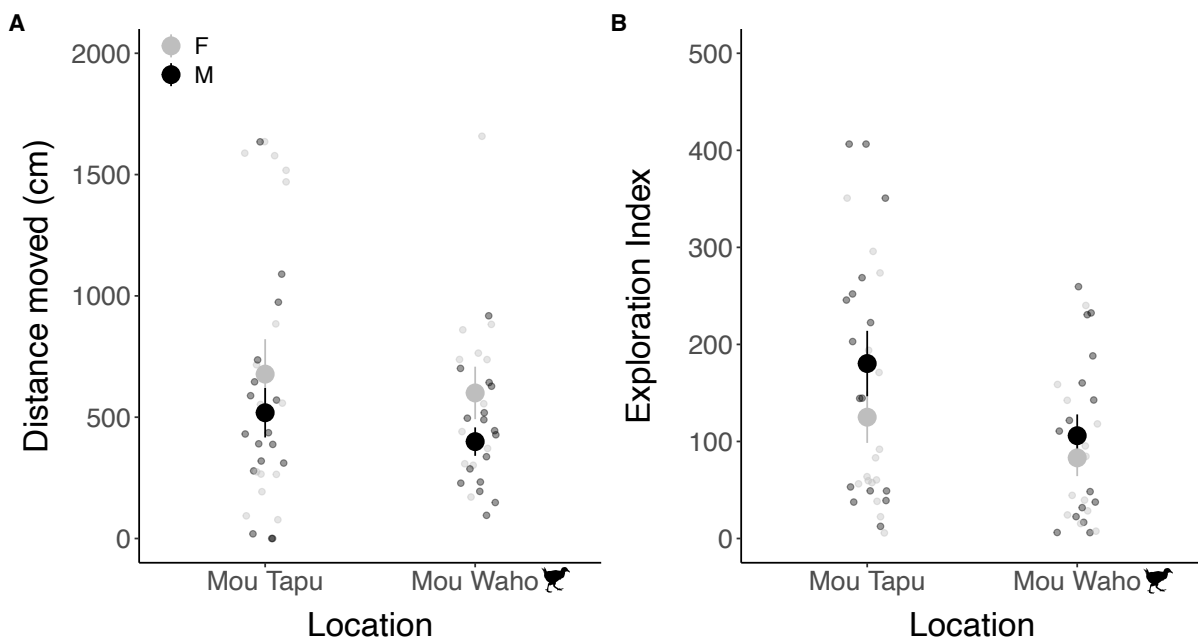 A
Distance moved (cm)
2000
1500
1000
500
0
F
M
Mou Tapu
Mou Waho
Location
B
Exploration Index
500
400
300
200
100
0
Mou Tapu
Mou Waho
Location